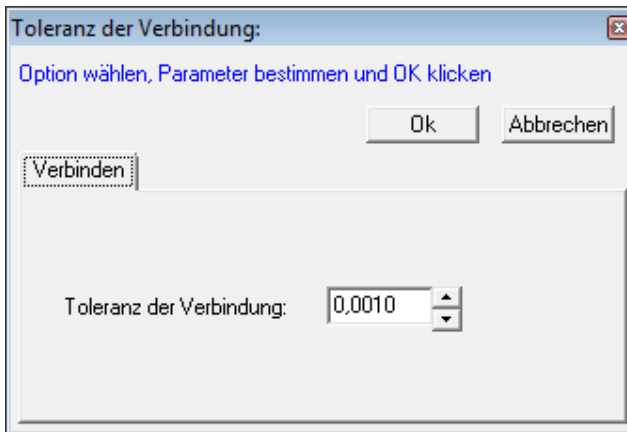 Toleranz der Verbindung:
Option wählen, Parameter bestimmen und OK klicken
Ok Abbrechen
Verbinden
Toleranz der Verbindung: 0,0010